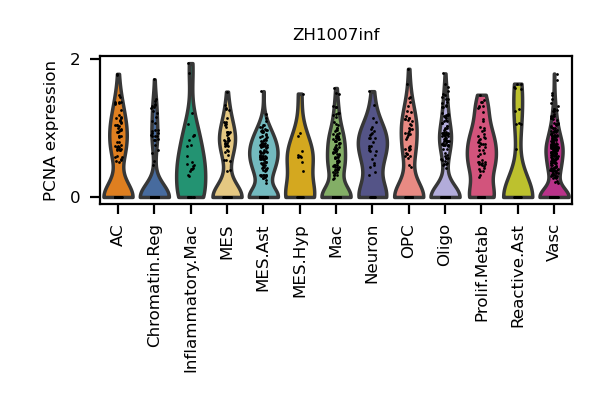 ZH1007inf
PCNA expression
2
0
AC
Chromatin.Reg
Inflammatory.Mac
MES
MES.Ast
MES.Hyp
Mac
Neuron
OPC
Oligo
Prolif.Metab
Reactive.Ast
Vasc